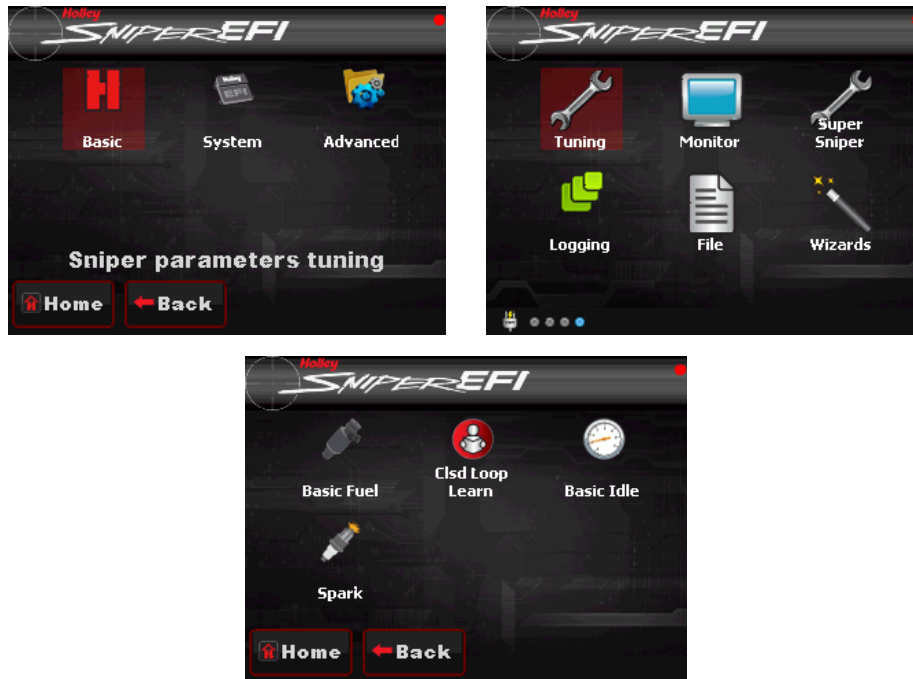 Holley
SNIPER EFI
Basic
System
Advanced
Sniper parameters tuning
Home
Back
Holley
SNIPER EFI
Tuning
Monitor
Super
Sniper
Logging
File
Wizards
Holley
SNIPER EFI
Basic Fuel
Clsd Loop
Learn
Basic Idle
Spark
Home
Back